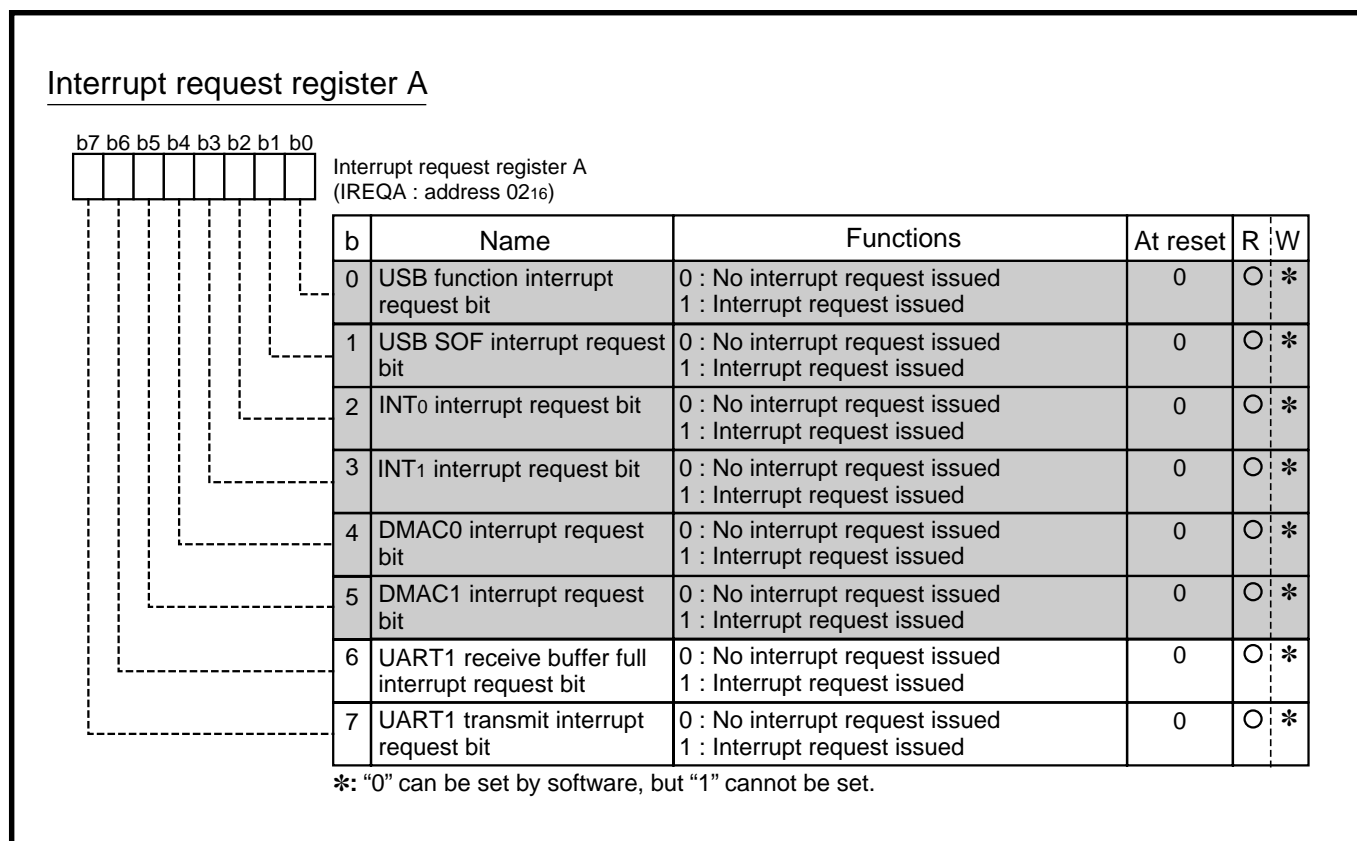 Interrupt request register A
b7 b6 b5 b4 b3 b2 b1 b0
Interrupt request register A
(IREQA : address 0216)
b Name Functions At reset R W
0 USB function interrupt request bit 0 : No interrupt request issued 0 O ✻
1 : Interrupt request issued
1 USB SOF interrupt request bit 0 : No interrupt request issued 0 O ✻
1 : Interrupt request issued
2 INT0 interrupt request bit 0 : No interrupt request issued 0 O ✻
1 : Interrupt request issued
3 INT1 interrupt request bit 0 : No interrupt request issued 0 O ✻
1 : Interrupt request issued
4 DMAC0 interrupt request bit 0 : No interrupt request issued 0 O ✻
1 : Interrupt request issued
5 DMAC1 interrupt request bit 0 : No interrupt request issued 0 O ✻
1 : Interrupt request issued
6 UART1 receive buffer full interrupt request bit 0 : No interrupt request issued 0 O ✻
1 : Interrupt request issued
7 UART1 transmit interrupt request bit 0 : No interrupt request issued 0 O ✻
1 : Interrupt request issued
✻: “0” can be set by software, but “1” cannot be set.